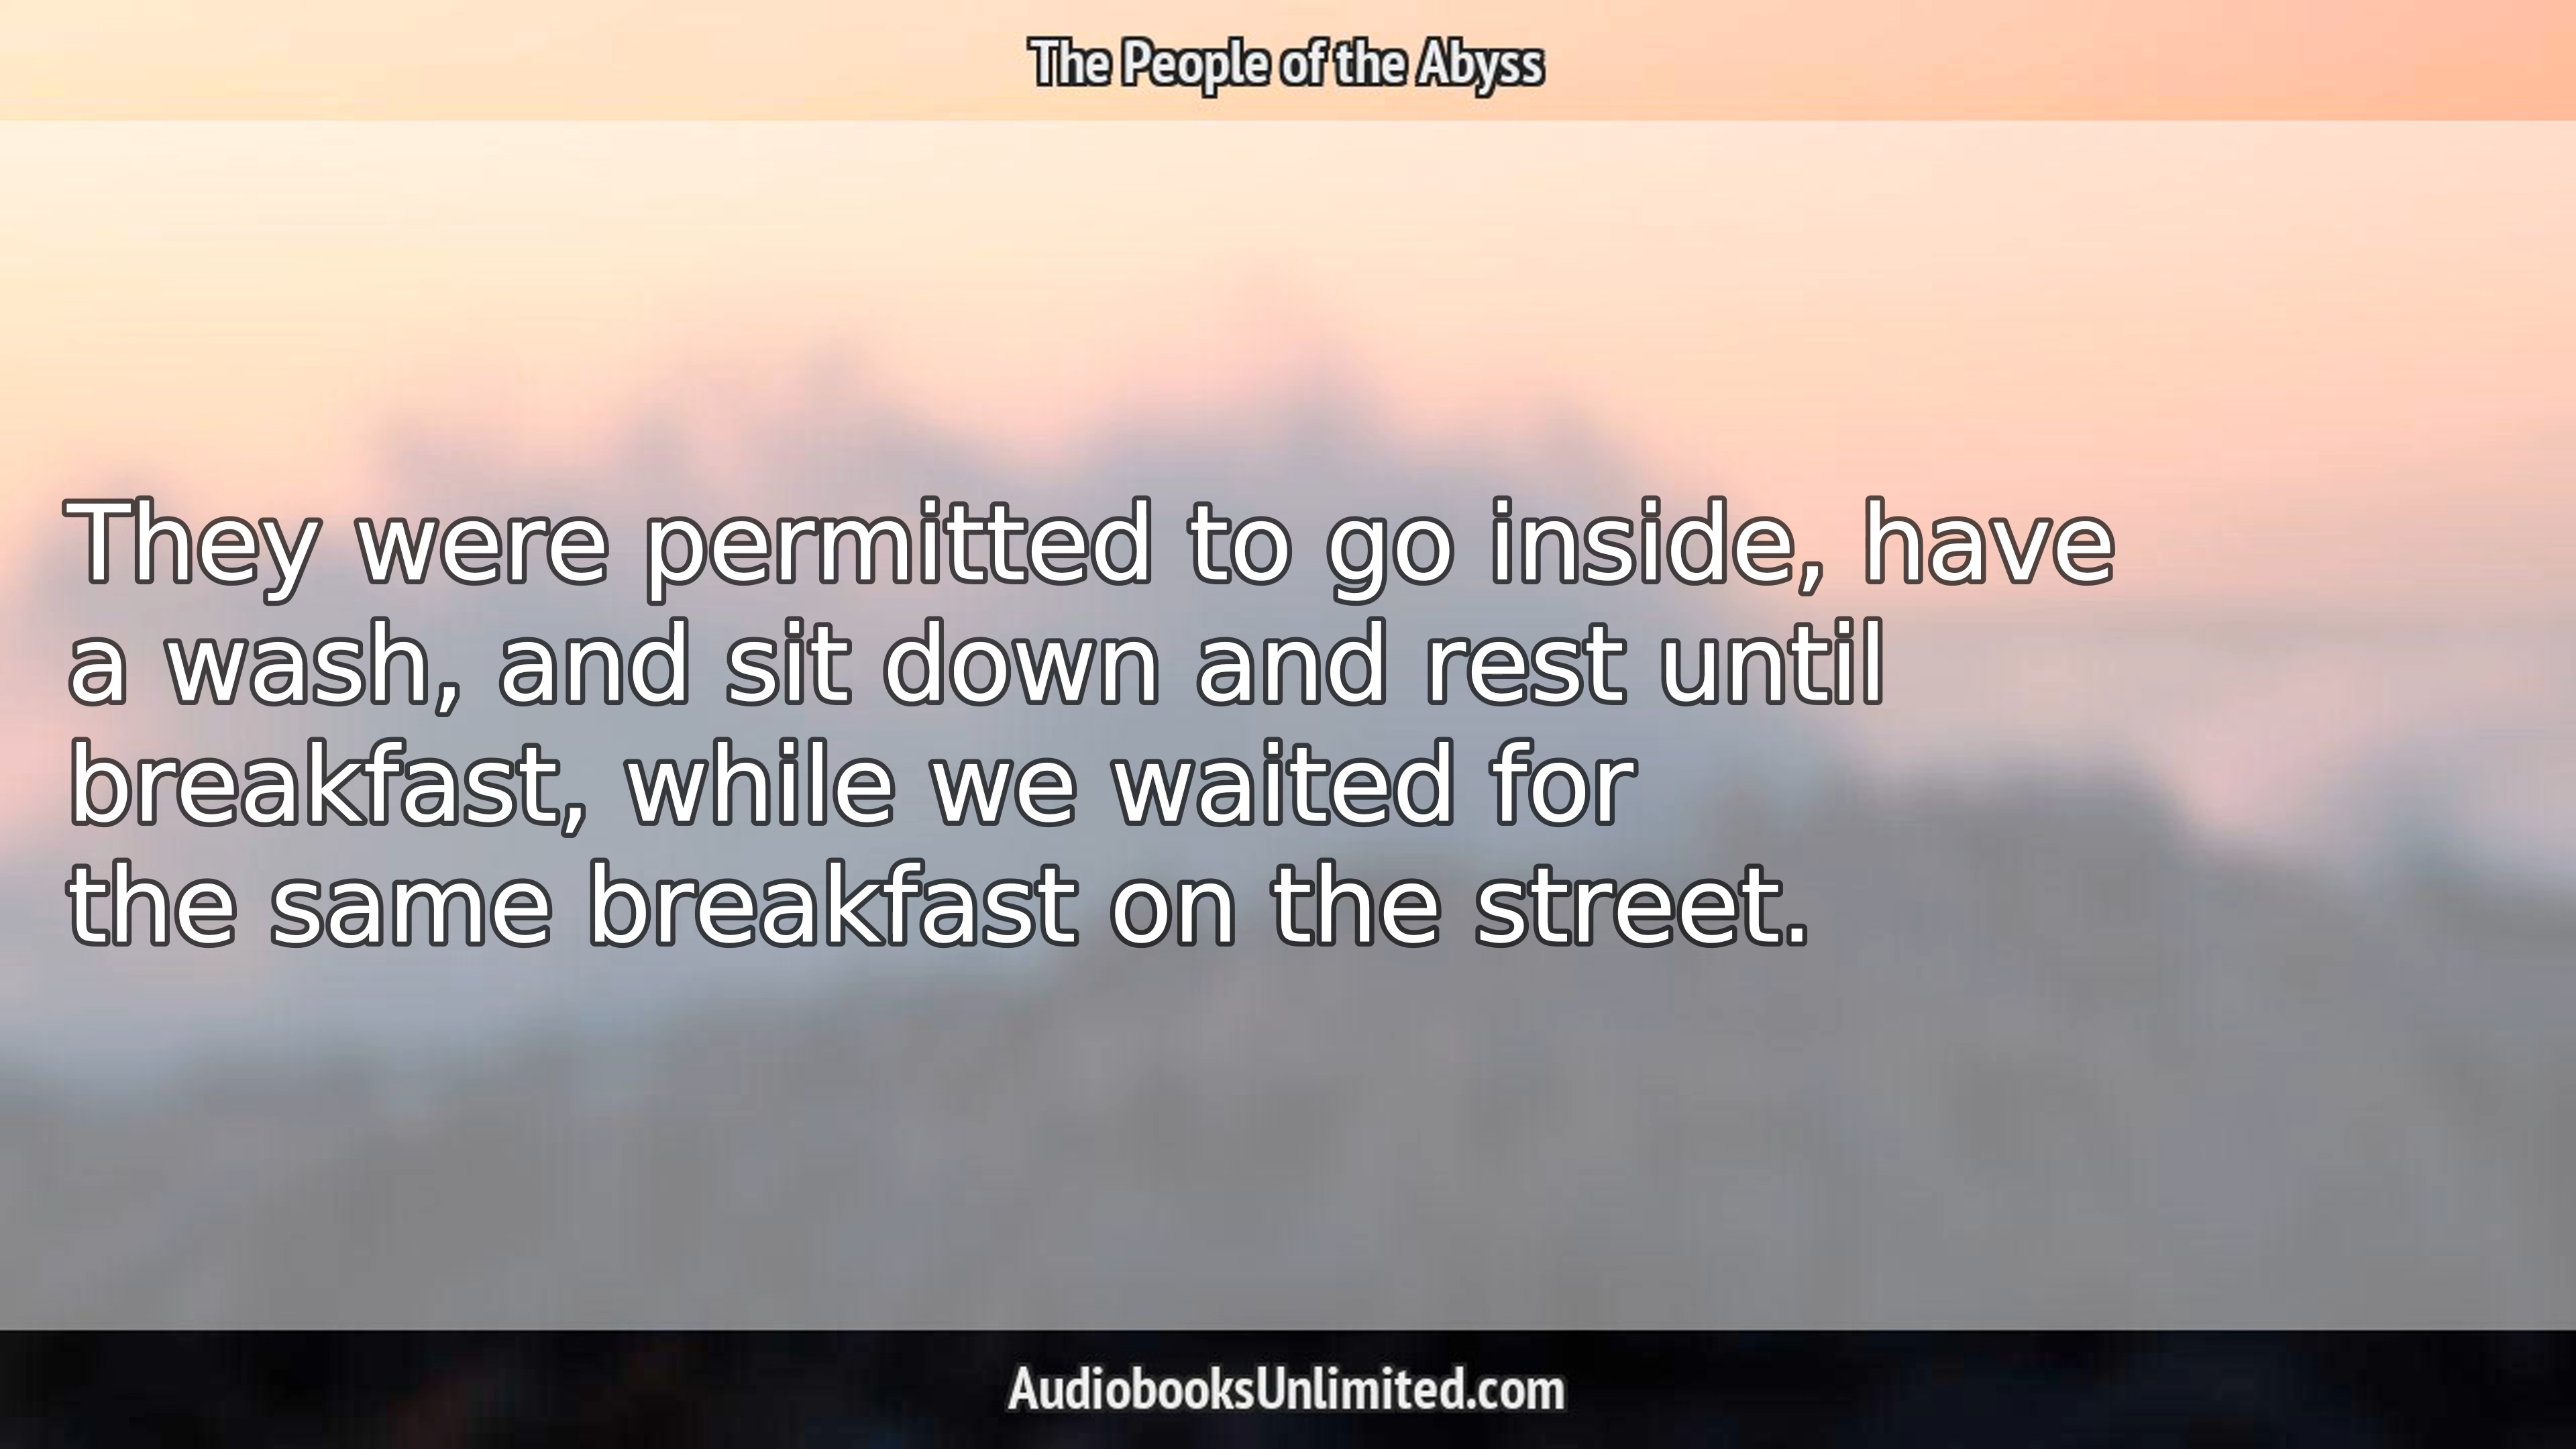 The People of the Abyss
They were permitted to go inside, have
a wash, and sit down and rest until
breakfast, while we waited for
the same breakfast on the street.
AudiobooksUnlimited.com